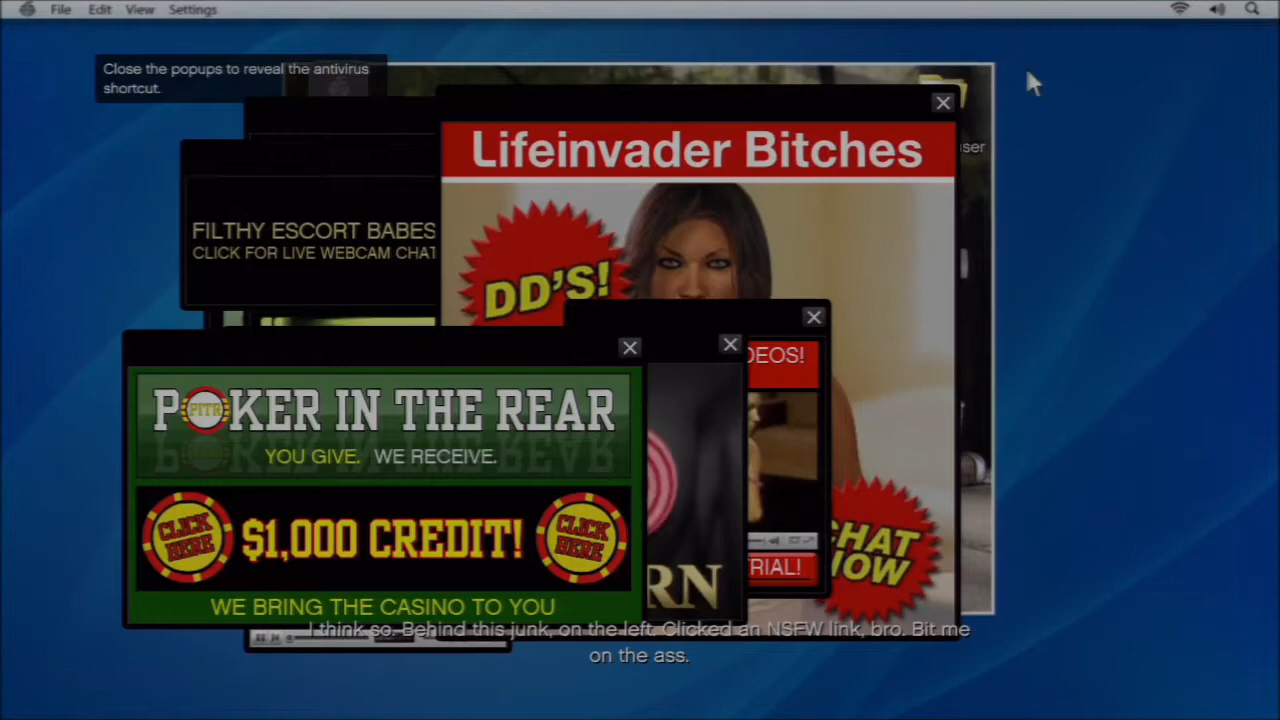 File Edit View Settings
Close the popups to reveal the antivirus
shortcut.
Lifeinvader Bitches
FILTHY ESCORT BABES
CLICK FOR LIVE WEBCAM CHAT
DD'S!
POKER IN THE REAR
PITR
YOU GIVE. WE RECEIVE.
CLICK
HERE
$1,000 CREDIT!
CLICK
HERE
WE BRING THE CASINO TO YOU
CHAT
NOW
I think so. Behind this junk, on the left. Clicked an NSFW link, bro. Bit me
on the ass.